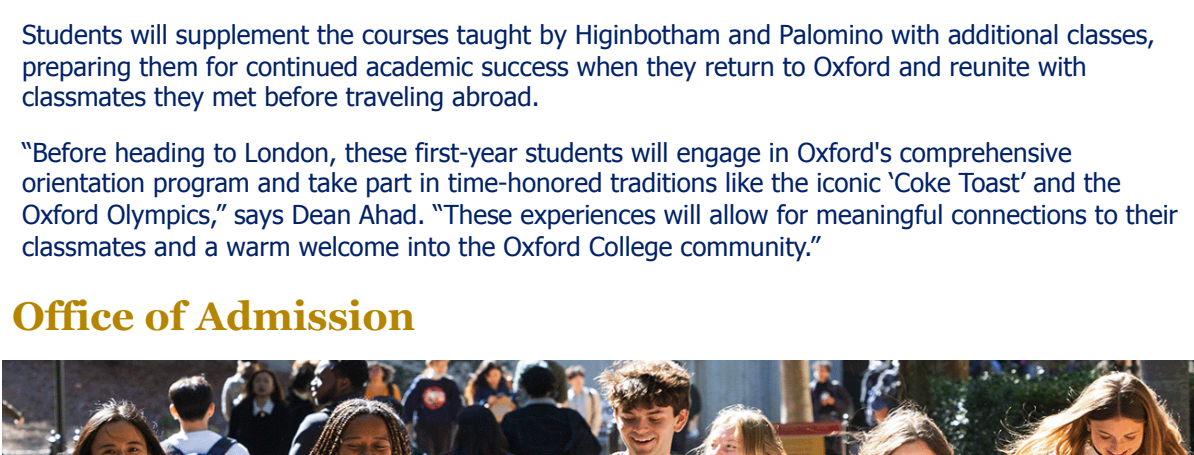 Students will supplement the courses taught by Higinbotham and Palomino with additional classes,
preparing them for continued academic success when they return to Oxford and reunite with
classmates they met before traveling abroad.
“Before heading to London, these first-year students will engage in Oxford's comprehensive
orientation program and take part in time-honored traditions like the iconic ‘Coke Toast’ and the
Oxford Olympics,” says Dean Ahad. “These experiences will allow for meaningful connections to their
classmates and a warm welcome into the Oxford College community.”
Office of Admission